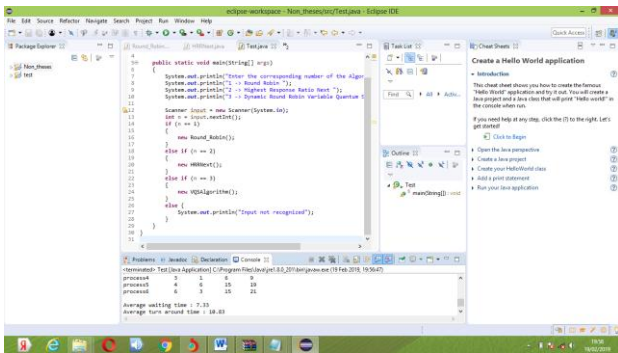 eclipse-workspace - Non_theses/src/Test.java - Eclipse IDE
File Edit Source Refactor Navigate Search Project Run Window Help
Quick Access
Package Explorer
Non_theses
test
Round_Robin...
HRRNext.java
Test.java
public static void main(String[] args)
{
System.out.println("Enter the corresponding number of the Algor
System.out.println("1 -> Round Robin ");
System.out.println("2 -> Highest Response Ratio Next ");
System.out.println("3 -> Dynamic Round Robin Variable Quantum S
Scanner input = new Scanner(System.in);
int n = input.nextInt();
if (n == 1)
{
new Round_Robin();
}
else if (n == 2)
{
new HRRNext();
}
else if (n == 3)
{
new VQSAlgorithm();
}
else {
System.out.println("Input not recognised");
}
}
}
Task List
Find
All
Activ...
Outline
Test
main(String[]) : void
Cheat Sheets
Create a Hello World application
Introduction
This cheat sheet shows you how to create the famous
"Hello World" application and try it out. You will create a
Java project and a Java class that will print "Hello world" in
the console when run.
If you need help at any step, click the (?) to the right. Let's
get started!
Click to Begin
Open the Java perspective
Create a Java project
Create your HelloWorld class
Add a print statement
Run your Java application
Problems Javadoc Declaration Console
<terminated> Test [Java Application] C:\Program Files\Java\jre1.8.0_201\bin\javaw.exe (19 Feb 2019, 19:56:47)
process4 5 1 6 9
process5 4 6 15 19
process6 6 3 15 21
Average waiting time : 7.33
Average turn around time : 10.83
19:56
19/02/2019